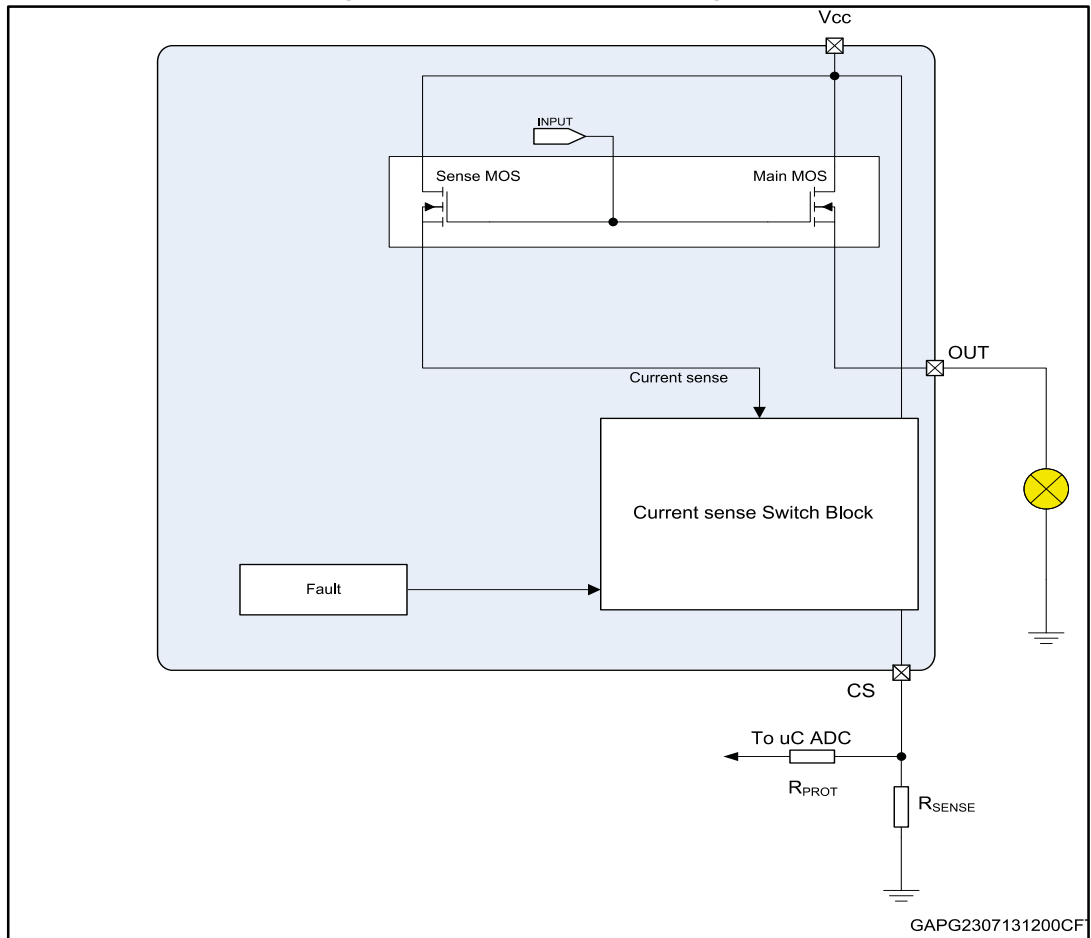 Vcc
INPUT
Sense MOS
Main MOS
OUT
Current sense
Current sense Switch Block
Fault
CS
To uC ADC
RPROT
RSENSE